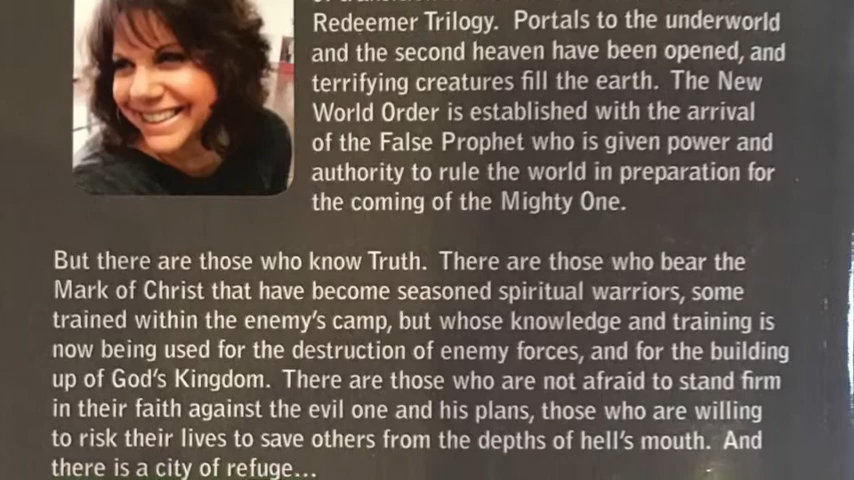 Redeemer Trilogy. Portals to the underworld
and the second heaven have been opened, and
terrifying creatures fill the earth. The New
World Order is established with the arrival
of the False Prophet who is given power and
authority to rule the world in preparation for
the coming of the Mighty One.
But there are those who know Truth. There are those who bear the
Mark of Christ that have become seasoned spiritual warriors, some
trained within the enemy's camp, but whose knowledge and training is
now being used for the destruction of enemy forces, and for the building
up of God's Kingdom. There are those who are not afraid to stand firm
in their faith against the evil one and his plans, those who are willing
to risk their lives to save others from the depths of hell's mouth. And
there is a city of refuge...